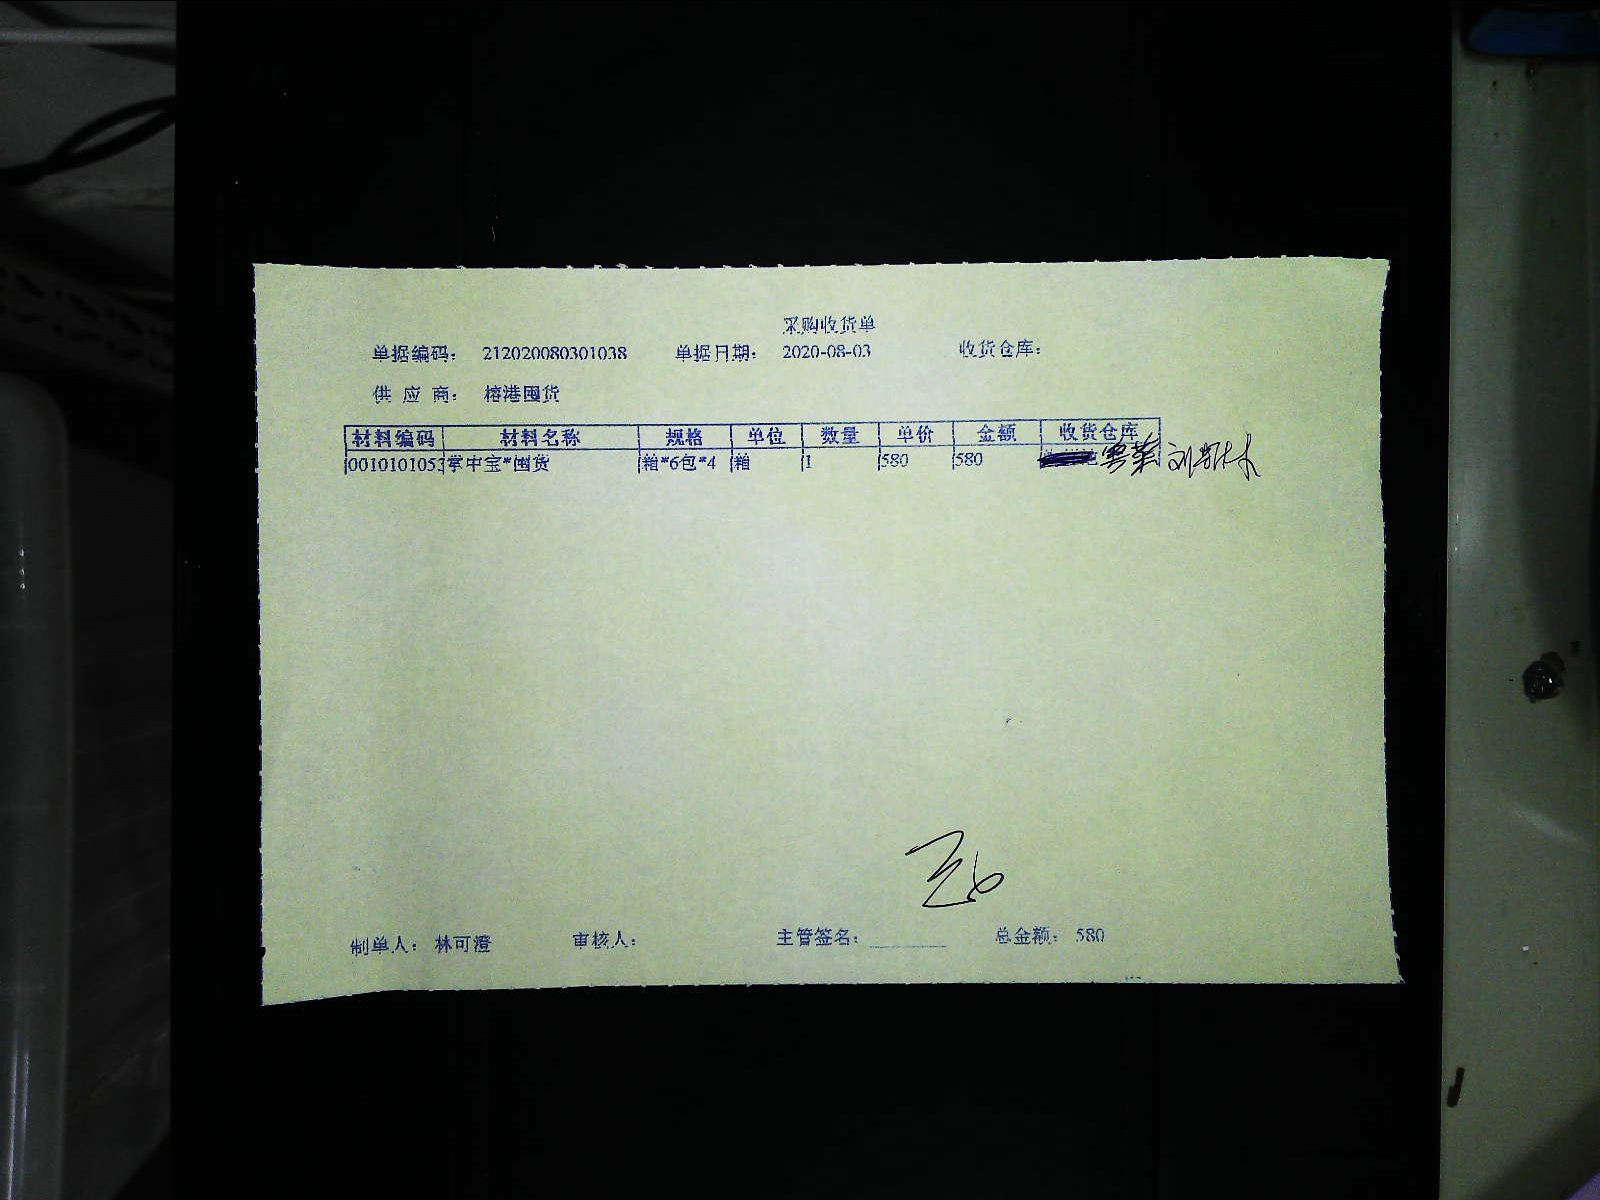 采购收货单
单据编码： 212020080301038 单据日期： 2020-08-03 收货仓库：
供 应 商： 榕港囤货
材料编码 材料名称 规格 单位 数量 单价 金额 收货仓库
0010101053 掌中宝*囤货 箱*6包*4 箱 1 580 580
制单人： 林可澄 审核人： 主管签名： 总金额： 580